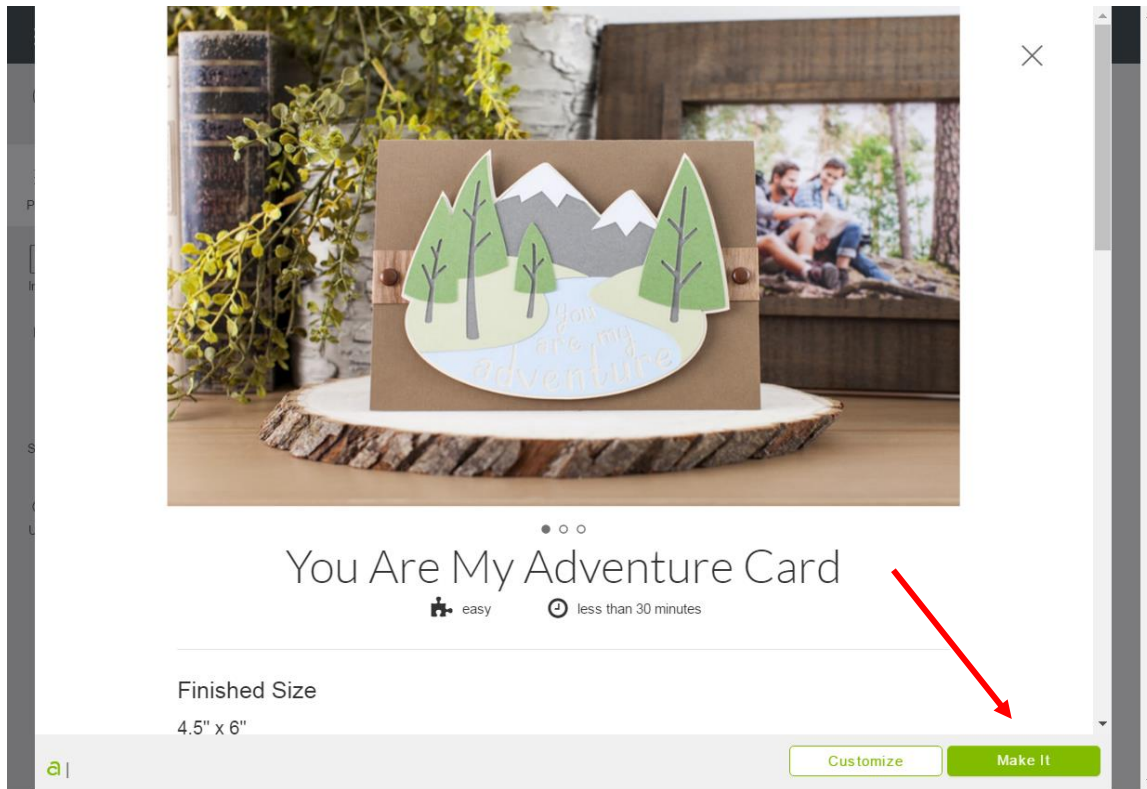 You
are my
adventure
You Are My Adventure Card
easy
less than 30 minutes
Finished Size
4.5" x 6"
a |
Customize
Make It